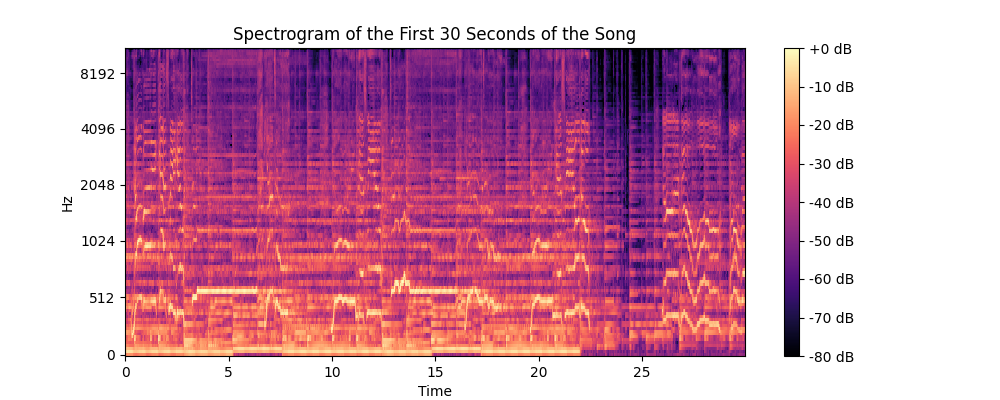 Spectrogram of the First 30 Seconds of the Song
8192
4096
2048
1024
512
0
Hz
0 5 10 15 20 25
Time
+0 dB
-10 dB
-20 dB
-30 dB
-40 dB
-50 dB
-60 dB
-70 dB
-80 dB